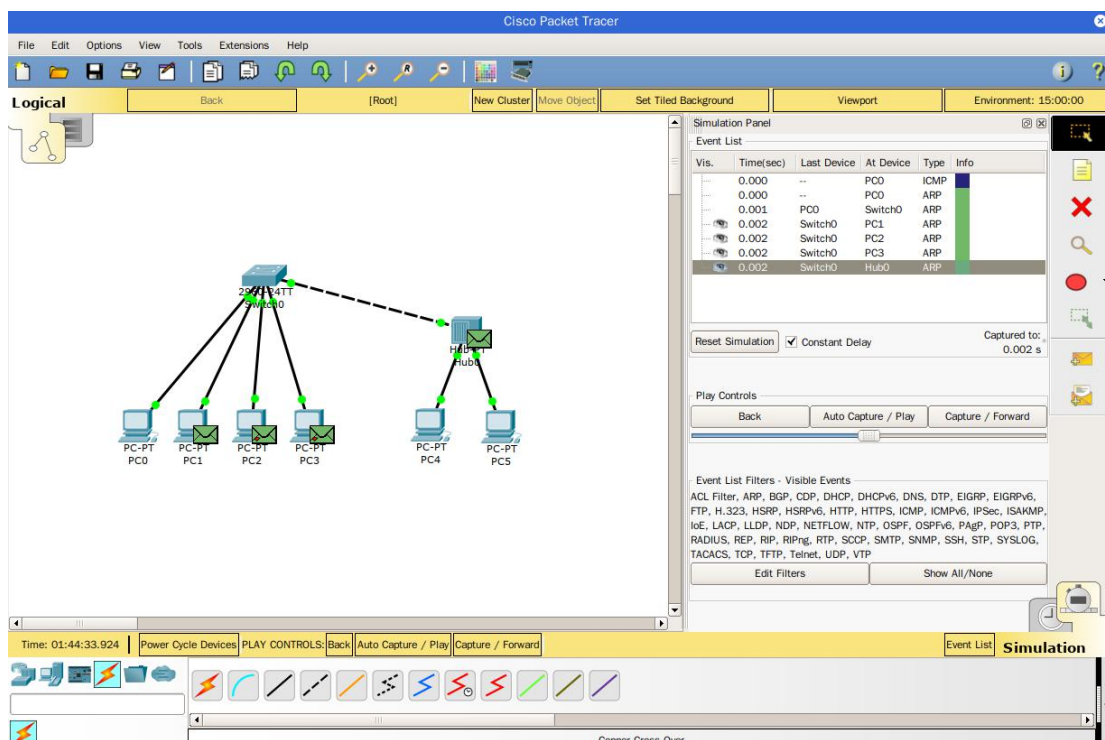 Cisco Packet Tracer
File Edit Options View Tools Extensions Help
Logical Back [Root] New Cluster Move Object Set Tiled Background Viewport Environment: 15:00:00
Simulation Panel
Event List
Vis. Time(sec) Last Device At Device Type Info
0.000 -- PC0 ICMP
0.000 -- PC0 ARP
0.001 PC0 Switch0 ARP
0.002 Switch0 PC1 ARP
0.002 Switch0 PC2 ARP
0.002 Switch0 PC3 ARP
0.002 Switch0 Hub0 ARP
Reset Simulation Constant Delay Captured to:
0.002 s
Play Controls
Back Auto Capture / Play Capture / Forward
Event List Filters - Visible Events
ACL Filter, ARP, BGP, CDP, DHCP, DHCPv6, DNS, DTP, EIGRP, EIGRPv6,
FTP, H.323, HSRP, HSRPv6, HTTP, HTTPS, ICMP, ICMPv6, IPSec, ISAKMP,
IoE, LACP, LLDP, NDP, NETFLOW, NTP, OSPF, OSPFv6, PAgP, POP3, PTP,
RADIUS, REP, RIP, RIPng, RTP, SCCP, SMTP, SNMP, SSH, STP, SYSLOG,
TACACS, TCP, TFTP, Telnet, UDP, VTP
Edit Filters Show All/None
2960-24TT
Switch0
Hub-PT
Hub0
PC-PT PC-PT PC-PT PC-PT PC-PT PC-PT
PC0 PC1 PC2 PC3 PC4 PC5
Time: 01:44:33.924 Power Cycle Devices PLAY CONTROLS: Back Auto Capture / Play Capture / Forward Event List Simulation
Copper Cross-Over